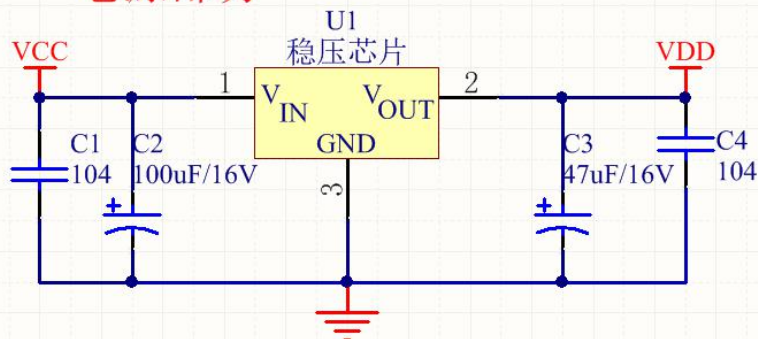 U1
稳压芯片
VCC
VDD
1
2
VIN
VOUT
GND
3
C1
104
C2
100uF/16V
+
C3
47uF/16V
+
C4
104